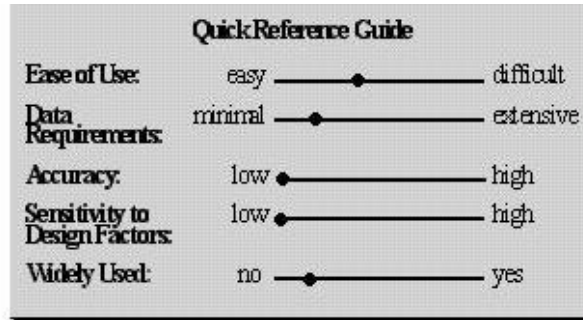 Quick Reference Guide
Ease of Use: easy difficult
Data
Requirements: minimal extensive
Accuracy: low high
Sensitivity to
Design Factors: low high
Widely Used: no yes